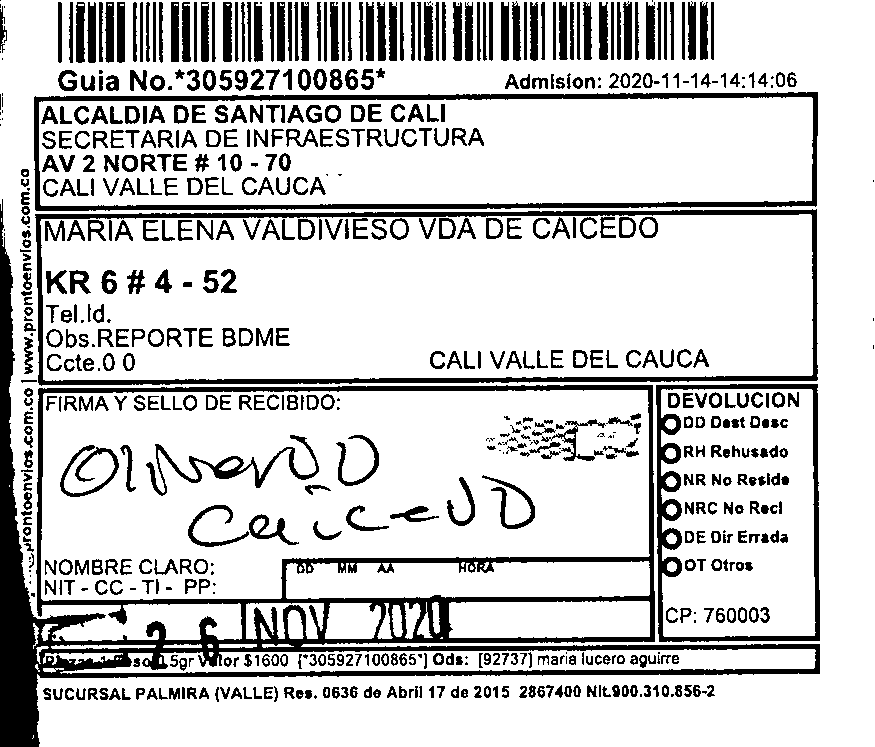 Guia No.*305927100865*
Admision: 2020-11-14-14:14:06
ALCALDIA DE SANTIAGO DE CALI
SECRETARIA DE INFRAESTRUCTURA
AV 2 NORTE # 10 - 70
CALI VALLE DEL CAUCA
MARIA ELENA VALDIVIESO VDA DE CAICEDO
KR 6 # 4 - 52
Tel.Id.
Obs.REPORTE BDME
Ccte.0 0
CALI VALLE DEL CAUCA
prontoenvios.com.co | www.prontoenvios.com.co
FIRMA Y SELLO DE RECIBIDO:
Caicedo
NOMBRE CLARO:
NIT - CC - TI - PP:
DD MM AA HORA
26 NOV 2020
DEVOLUCION
DD Dest Desc
RH Rehusado
NR No Reside
NRC No Recl
DE Dir Errada
OT Otros
CP: 760003
5gr Valor $1600 [*305927100865*] Ods: [92737] maria lucero aguirre
SUCURSAL PALMIRA (VALLE) Res. 0636 de Abril 17 de 2015 2867400 Nit.900.310.856-2